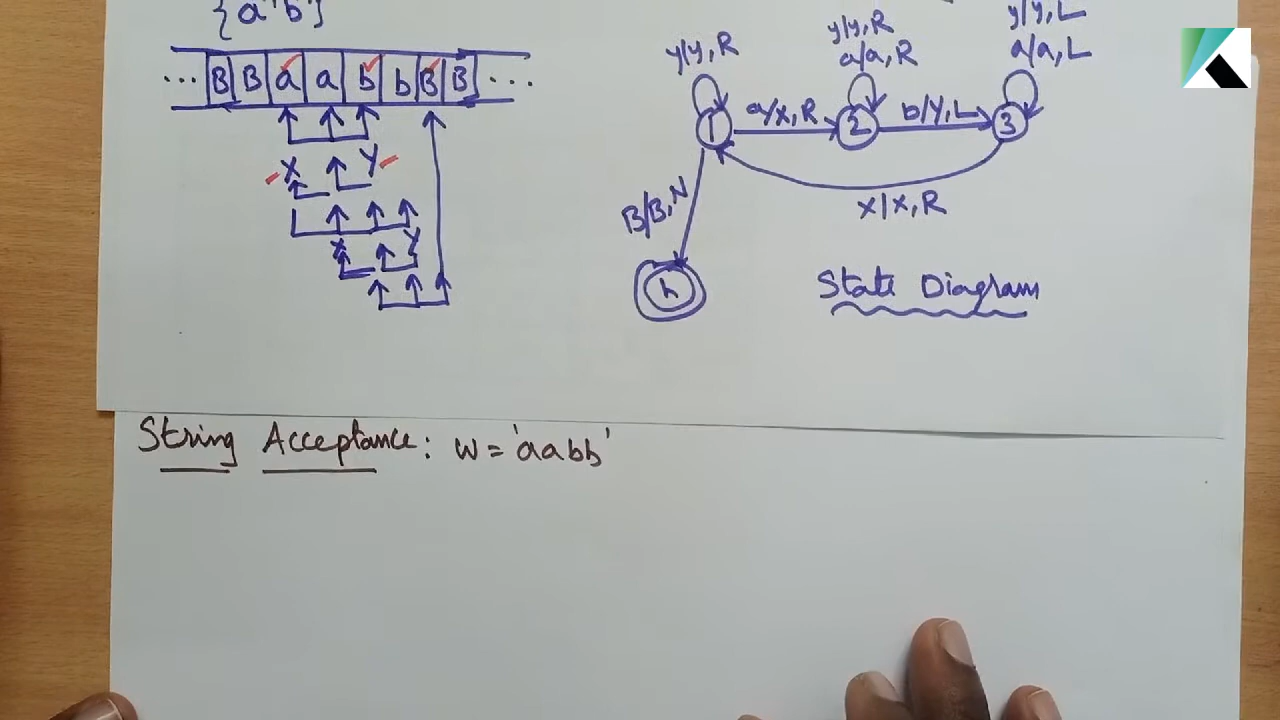 {aⁿbⁿ}
... B B a a b b B B ...
X Y
X Y
y/y, R
y/y, R
a/a, R
y/y, L
a/a, L
1 a/x, R 2 b/Y, L 3
x/x, R
B/B, N
h
State Diagram
String Acceptance: w = 'aabb'